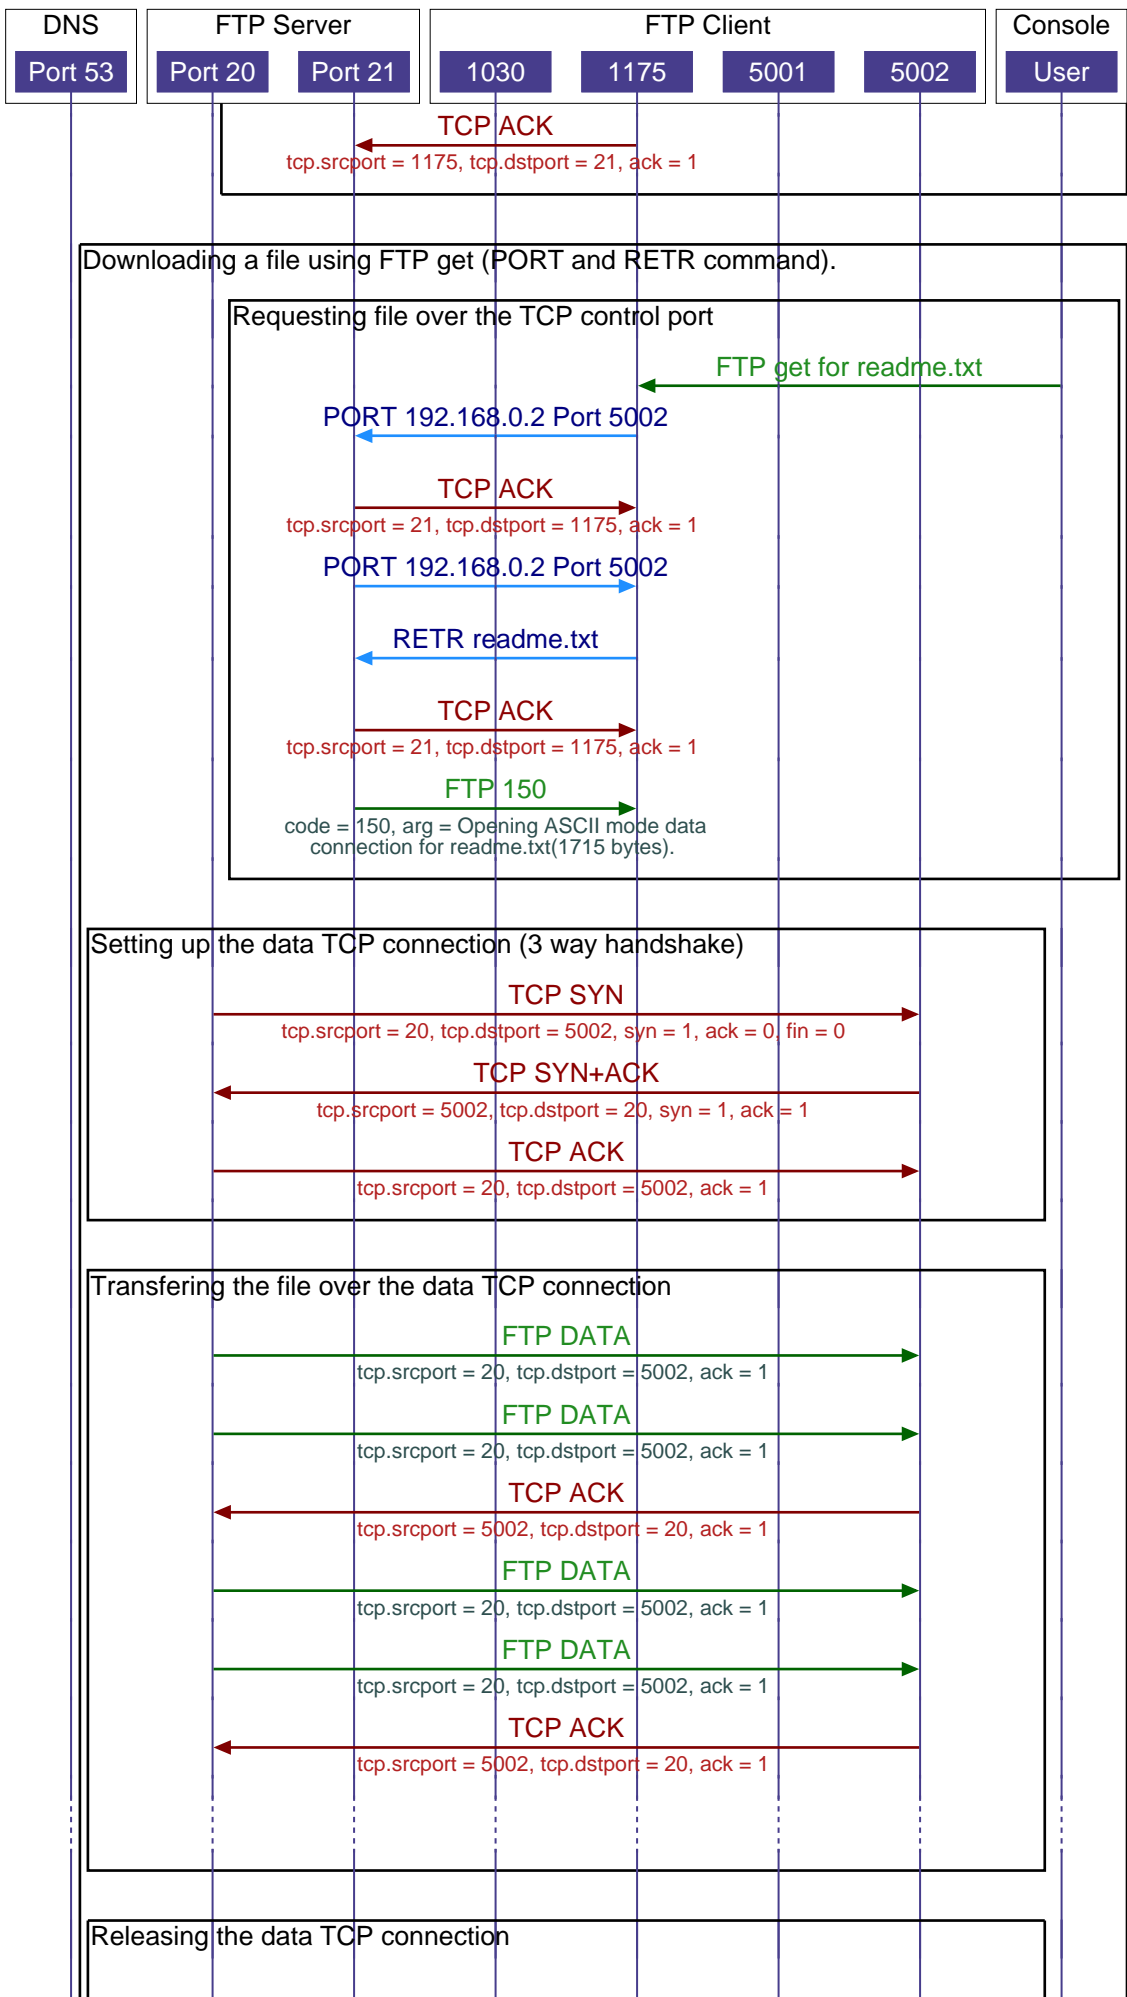 DNS FTP Server FTP Client Console
Port 53 Port 20 Port 21 1030 1175 5001 5002 User
TCP ACK
tcp.srcport = 1175, tcp.dstport = 21, ack = 1
Downloading a file using FTP get (PORT and RETR command).
Requesting file over the TCP control port
FTP get for readme.txt
PORT 192.168.0.2 Port 5002
TCP ACK
tcp.srcport = 21, tcp.dstport = 1175, ack = 1
PORT 192.168.0.2 Port 5002
RETR readme.txt
TCP ACK
tcp.srcport = 21, tcp.dstport = 1175, ack = 1
FTP 150
code = 150, arg = Opening ASCII mode data
connection for readme.txt(1715 bytes).
Setting up the data TCP connection (3 way handshake)
TCP SYN
tcp.srcport = 20, tcp.dstport = 5002, syn = 1, ack = 0, fin = 0
TCP SYN+ACK
tcp.srcport = 5002, tcp.dstport = 20, syn = 1, ack = 1
TCP ACK
tcp.srcport = 20, tcp.dstport = 5002, ack = 1
Transfering the file over the data TCP connection
FTP DATA
tcp.srcport = 20, tcp.dstport = 5002, ack = 1
FTP DATA
tcp.srcport = 20, tcp.dstport = 5002, ack = 1
TCP ACK
tcp.srcport = 5002, tcp.dstport = 20, ack = 1
FTP DATA
tcp.srcport = 20, tcp.dstport = 5002, ack = 1
FTP DATA
tcp.srcport = 20, tcp.dstport = 5002, ack = 1
TCP ACK
tcp.srcport = 5002, tcp.dstport = 20, ack = 1
Releasing the data TCP connection